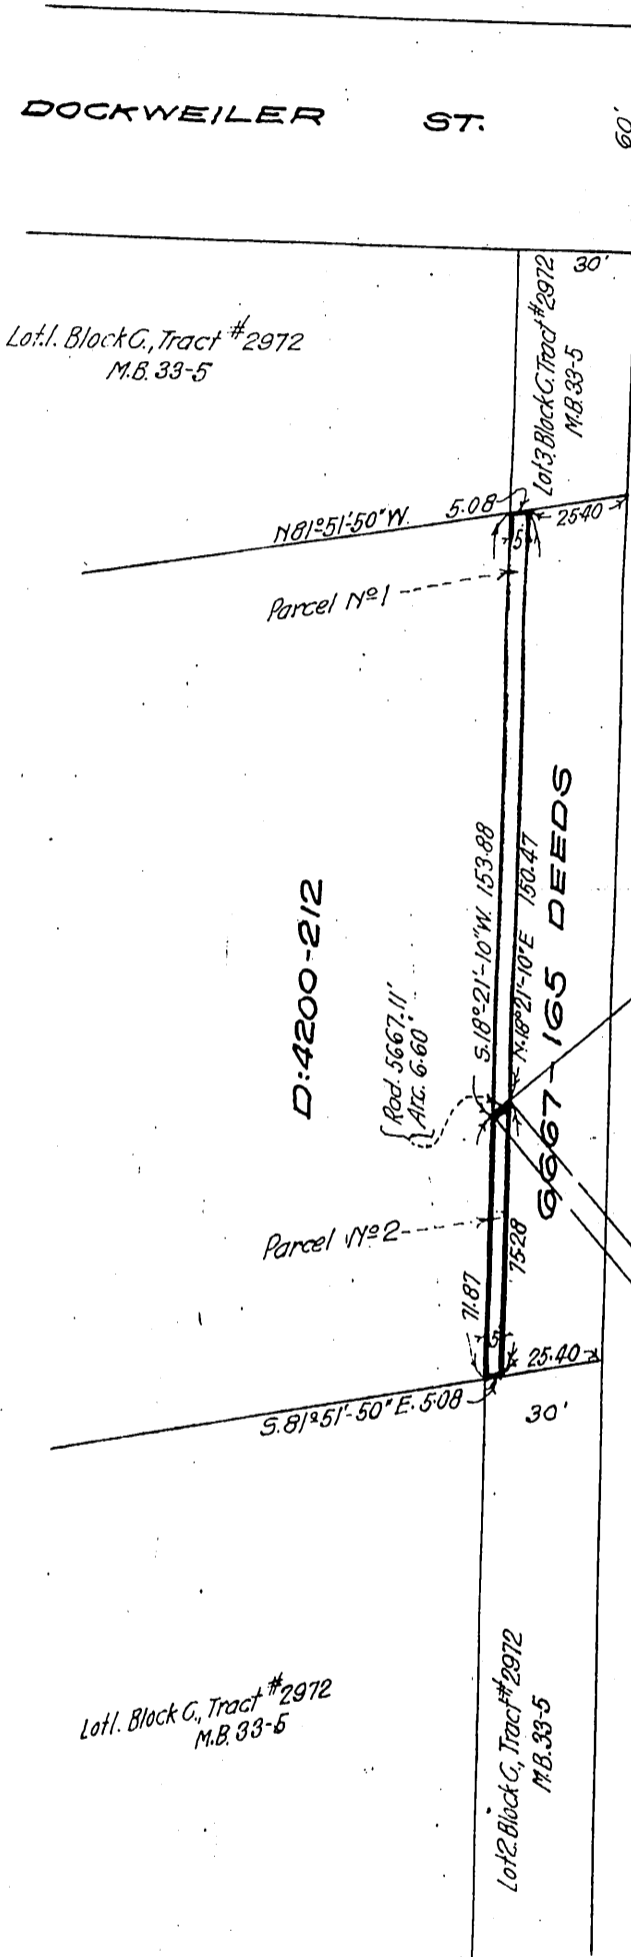 DOCKWEILER ST.
60'
30'
Lot.1. Block C., Tract #2972
M.B. 33-5
Lot 3, Block C. Tract #2972
M.B. 33-5
N81°51'-50"W. 5.08
5'
25.40
Parcel Nº1
S.18°-21'-10"W. 153.88
N.18°21'-10"E 150.47
6667-165 DEEDS
D:4200-212
Rad. 5667.11'
Arc. 6.60'
Parcel Nº2
71.87
75.28
5'
25.40
S.81°51'-50"E. 5.08
30'
Lot 1. Block C., Tract #2972
M.B. 33-5
Lot 2. Block C., Tract #2972
M.B. 33-5